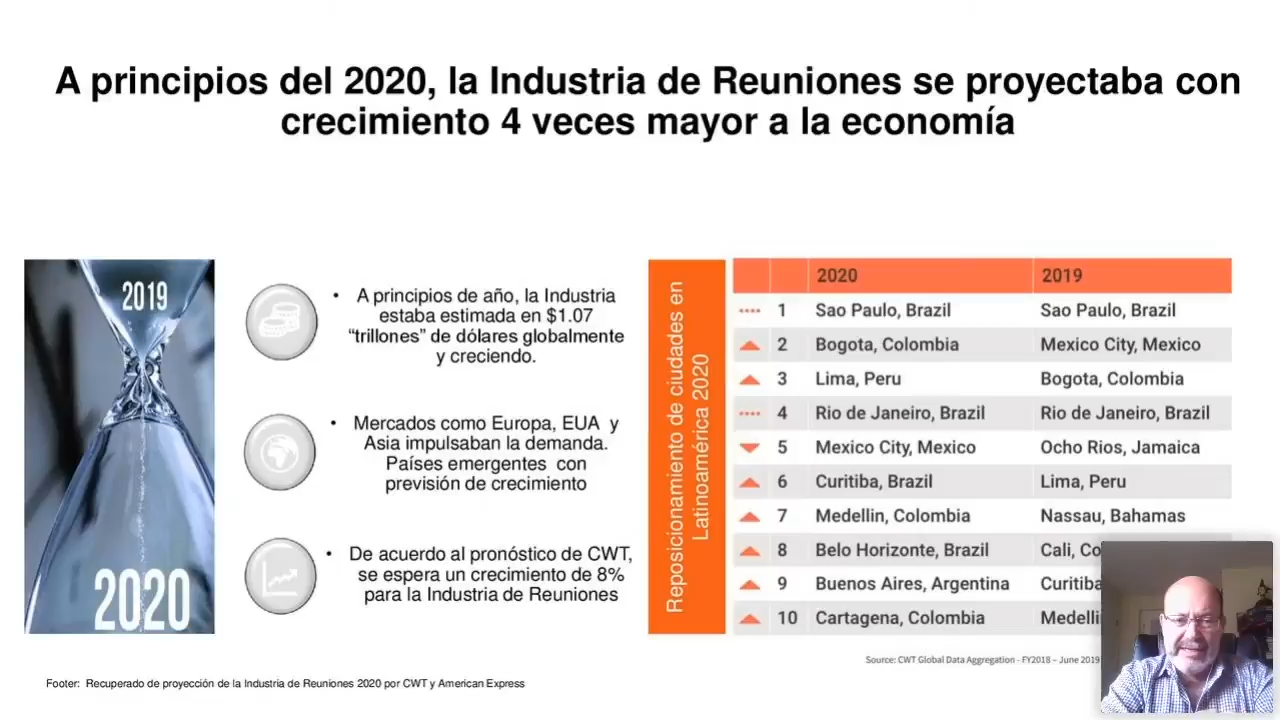 A principios del 2020, la Industria de Reuniones se proyectaba con
crecimiento 4 veces mayor a la economía
2019
2020
• A principios de año, la Industria
estaba estimada en $1.07
“trillones” de dólares globalmente
y creciendo.
• Mercados como Europa, EUA y
Asia impulsaban la demanda.
Países emergentes con
previsión de crecimiento
• De acuerdo al pronóstico de CWT,
se espera un crecimiento de 8%
para la Industria de Reuniones
Reposicionamiento de ciudades en
Latinoamérica 2020
2020 2019
1 Sao Paulo, Brazil Sao Paulo, Brazil
2 Bogota, Colombia Mexico City, Mexico
3 Lima, Peru Bogota, Colombia
4 Rio de Janeiro, Brazil Rio de Janeiro, Brazil
5 Mexico City, Mexico Ocho Rios, Jamaica
6 Curitiba, Brazil Lima, Peru
7 Medellin, Colombia Nassau, Bahamas
8 Belo Horizonte, Brazil Cali,
9 Buenos Aires, Argentina Curitiba
10 Cartagena, Colombia
Source: CWT Global Data Aggregation - FY2018 – June 2019
Footer: Recuperado de proyección de la Industria de Reuniones 2020 por CWT y American Express